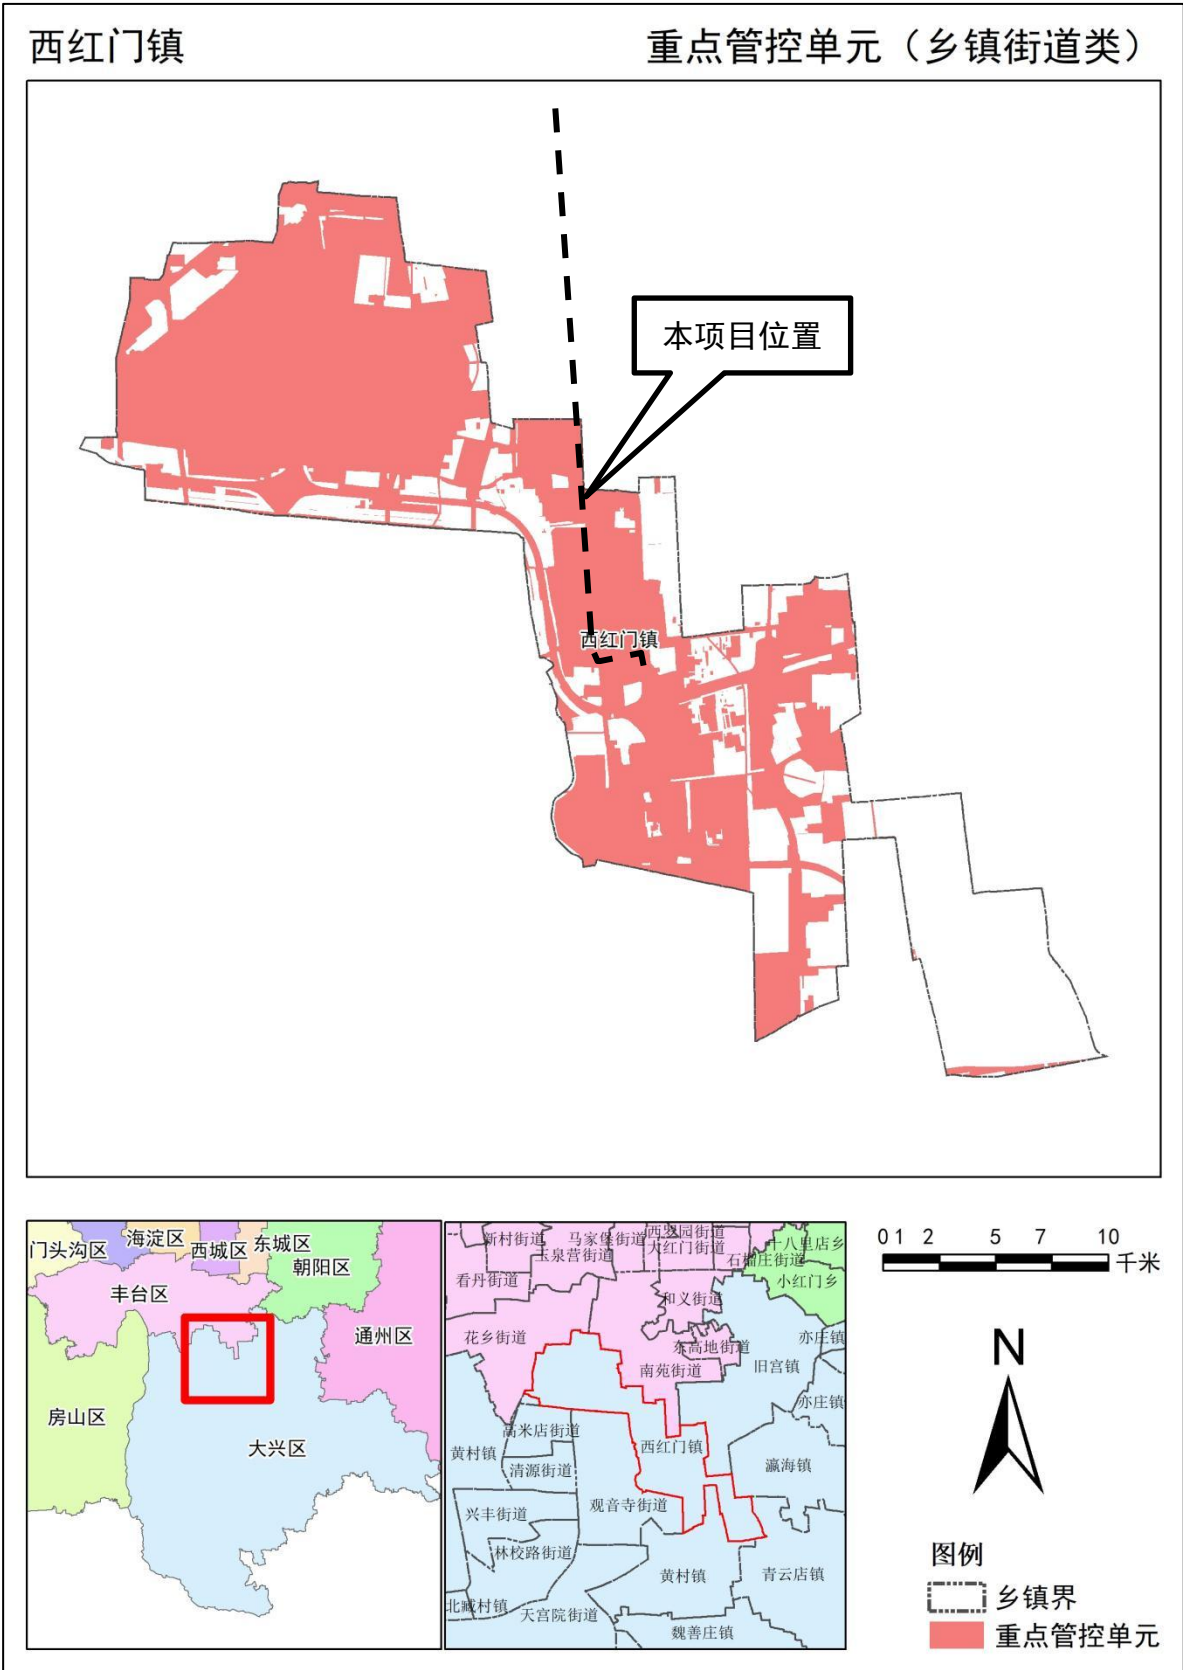 西红门镇
重点管控单元（乡镇街道类）
本项目位置
西红门镇
门头沟区
海淀区
西城区
东城区
朝阳区
丰台区
通州区
房山区
大兴区
新村街道
马家堡街道
西罗园街道
玉泉营街道
大红门街道
十八里店乡
石榴庄街道
看丹街道
小红门乡
和义街道
花乡街道
东高地街道
亦庄镇
南苑街道
旧宫镇
亦庄镇
高米店街道
西红门镇
黄村镇
清源街道
瀛海镇
兴丰街道
观音寺街道
林校路街道
黄村镇
青云店镇
北臧村镇
天宫院街道
魏善庄镇
0 1 2 5 7 10
千米
N
图例
乡镇界
重点管控单元